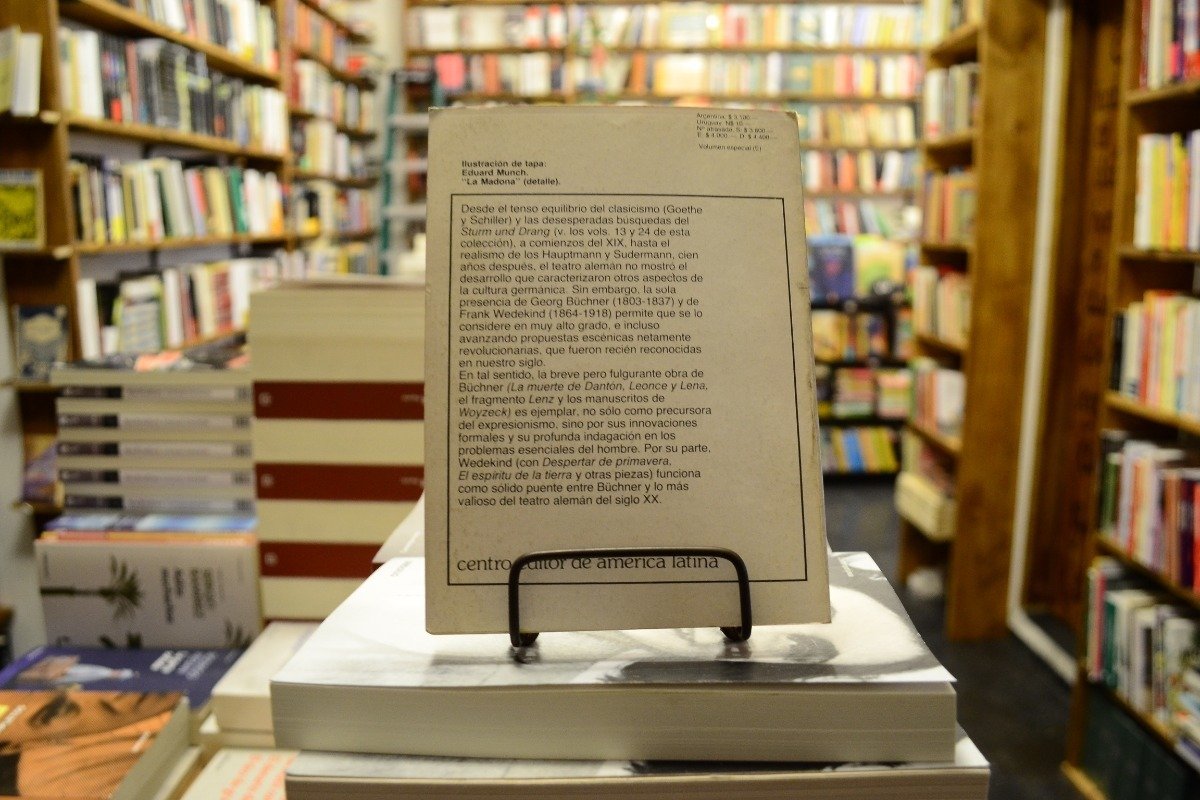 Argentina: $ 3.100.—
Uruguay: N$ 10.—
Volumen especial (S)
Ilustración de tapa:
Eduard Munch.
"La Madona" (detalle).
Desde el tenso equilibrio del clasicismo (Goethe
y Schiller) y las desesperadas busquedas del
Sturm und Drang (v. los vols. 13 y 24 de esta
colección), a comienzos del XIX, hasta el
realismo de los Hauptmann y Sudermann, cien
años después, el teatro alemán no mostró el
desarrollo que caracterizaron otros aspectos de
la cultura germánica. Sin embargo, la sola
presencia de Georg Büchner (1803-1837) y de
Frank Wedekind (1864-1918) permite que se lo
considere en muy alto grado, e incluso
avanzando propuestas escénicas netamente
revolucionarias, que fueron recién reconocidas
en nuestro siglo.
En tal sentido, la breve pero fulgurante obra de
Büchner (La muerte de Danton, Leonce y Lena,
el fragmento Lenz y los manuscritos de
Woyzeck) es ejemplar, no sólo como precursora
del expresionismo, sino por sus innovaciones
formales y su profunda indagación en los
problemas esenciales del hombre. Por su parte,
Wedekind (con Despertar de primavera,
El espíritu de la tierra y otras piezas) funciona
como sólido puente entre Büchner y lo más
valioso del teatro alemán del siglo XX.
centro editor de américa latina